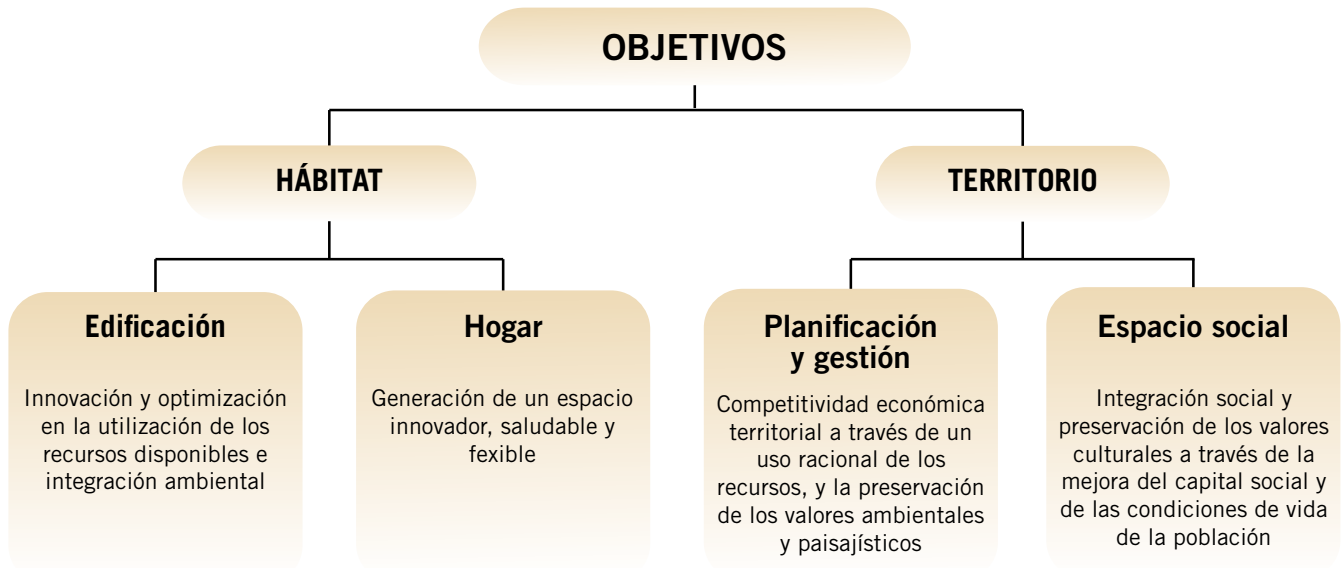 OBJETIVOS
HÁBITAT
TERRITORIO
Edificación
Innovación y optimización
en la utilización de los
recursos disponibles e
integración ambiental
Hogar
Generación de un espacio
innovador, saludable y
fexible
Planificación
y gestión
Competitividad económica
territorial a través de un
uso racional de los
recursos, y la preservación
de los valores ambientales
y paisajísticos
Espacio social
Integración social y
preservación de los valores
culturales a través de la
mejora del capital social y
de las condiciones de vida
de la población